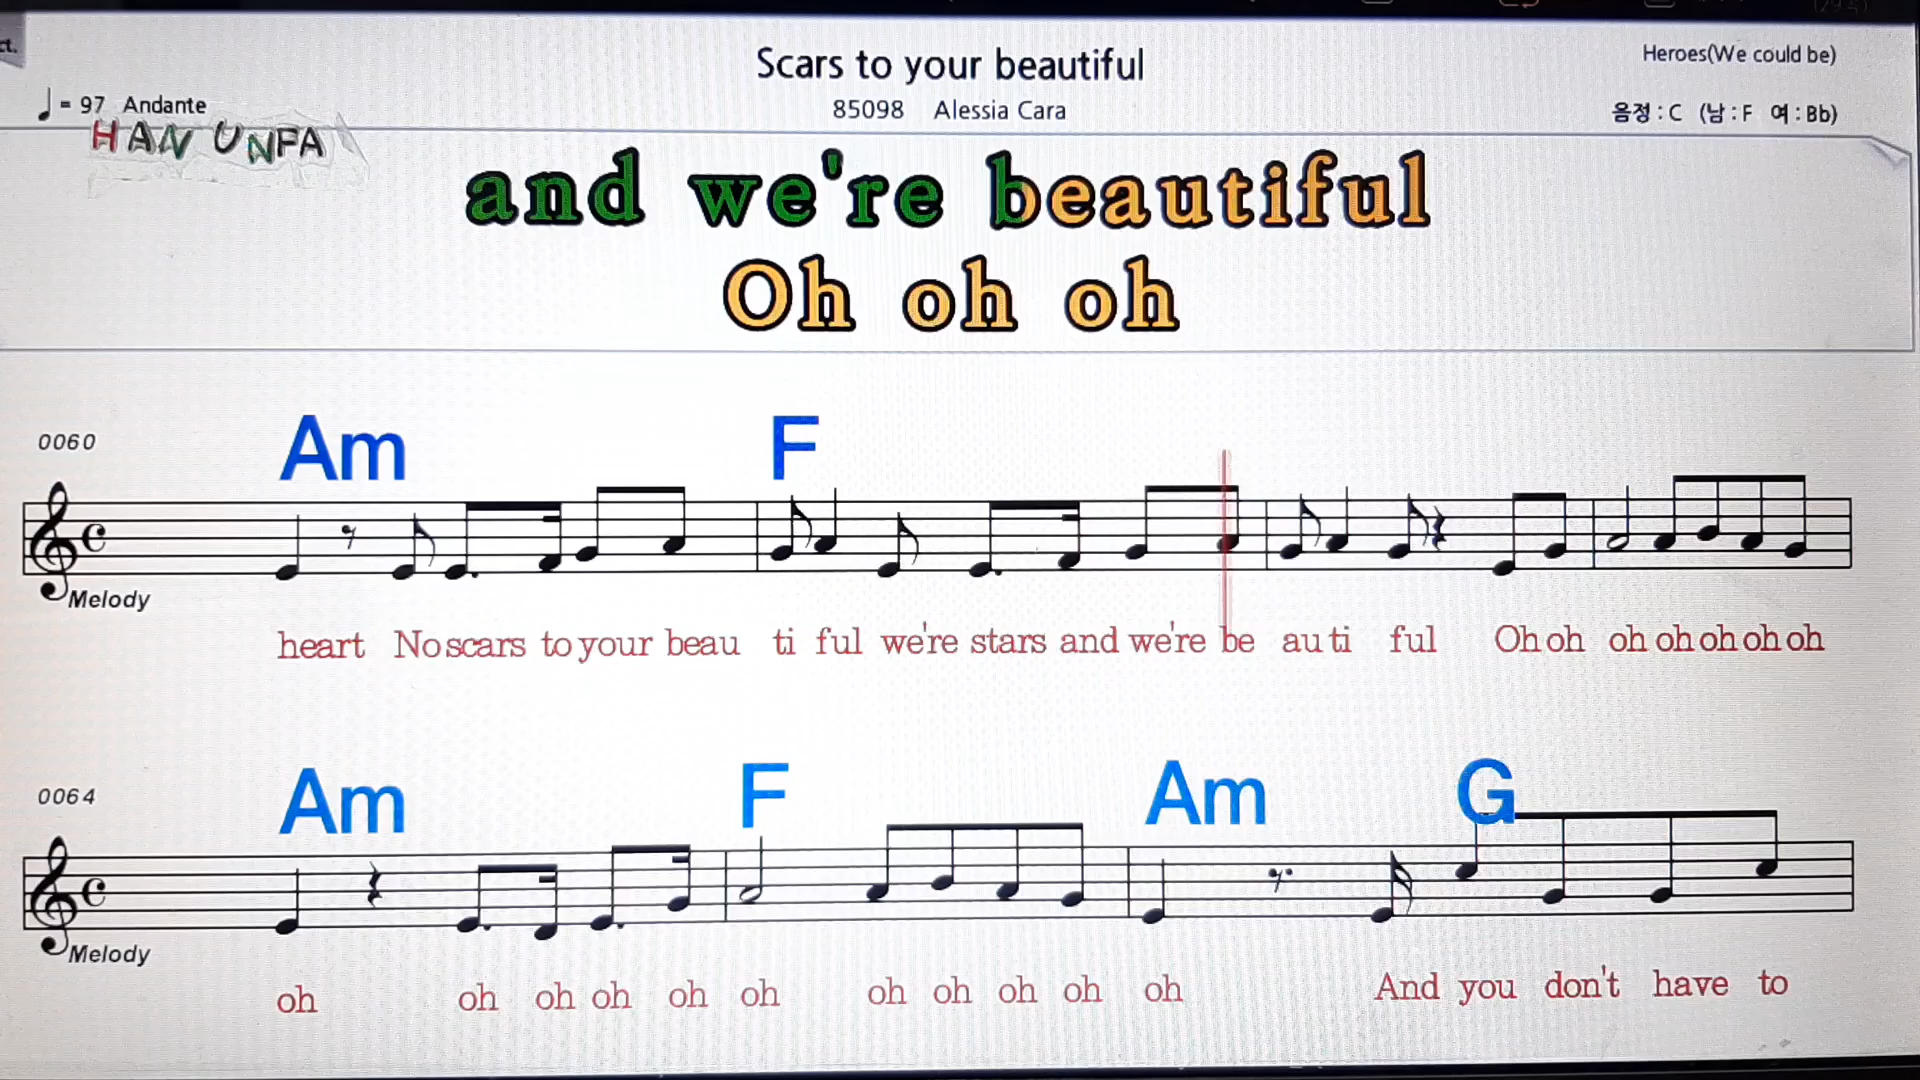 ct.
Scars to your beautiful
Heroes(We could be)
♩ = 97 Andante
85098 Alessia Cara
음정 : C (남 : F 여 : Bb)
HAN UNFA
and we're beautiful
Oh oh oh
0060
Am F
Melody
heart No scars to your beau ti ful we're stars and we're be au ti ful Oh oh oh oh oh oh oh
0064
Am F Am G
Melody
oh oh oh oh oh oh oh oh oh oh oh And you don't have to